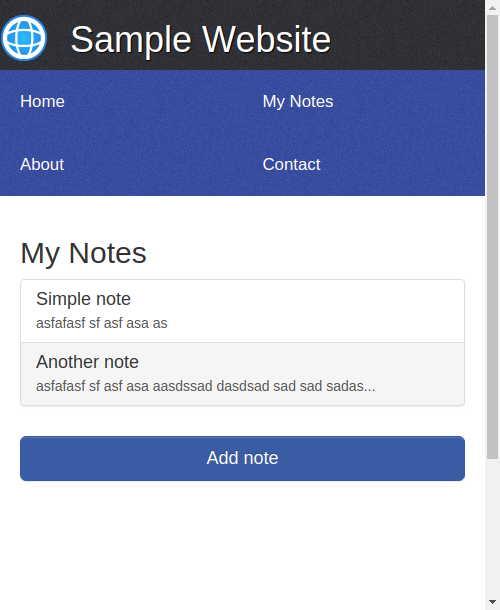 Sample Website
Home
My Notes
About
Contact
My Notes
Simple note
asfafasf sf asf asa as
Another note
asfafasf sf asf asa aasdssad dasdsad sad sad sadas...
Add note